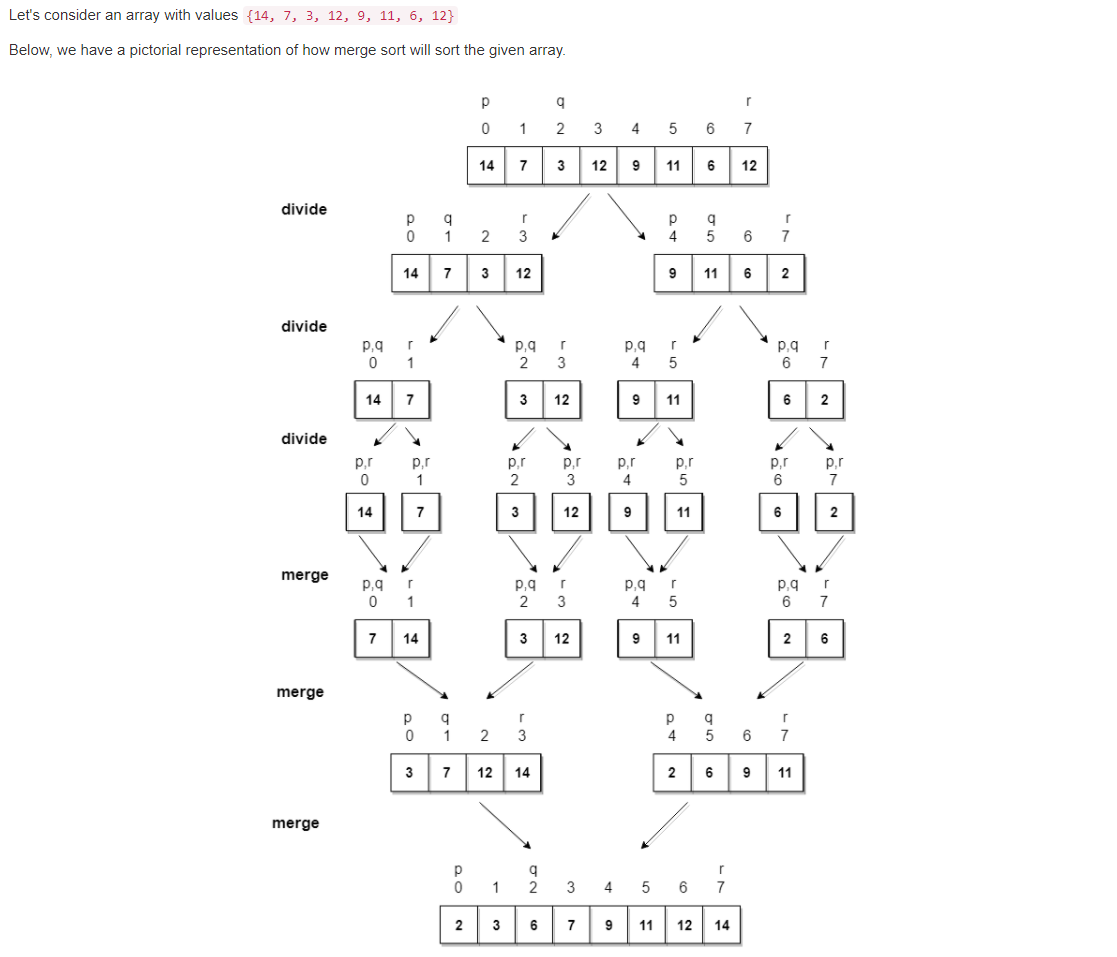 Let's consider an array with values {14, 7, 3, 12, 9, 11, 6, 12}
Below, we have a pictorial representation of how merge sort will sort the given array.
p q r
0 1 2 3 4 5 6 7
14 7 3 12 9 11 6 12
divide
p q r p q r
0 1 2 3 4 5 6 7
14 7 3 12 9 11 6 2
divide
p,q r p,q r p,q r p,q r
0 1 2 3 4 5 6 7
14 7 3 12 9 11 6 2
divide
p,r p,r p,r p,r p,r p,r p,r p,r
0 1 2 3 4 5 6 7
14 7 3 12 9 11 6 2
merge
p,q r p,q r p,q r p,q r
0 1 2 3 4 5 6 7
7 14 3 12 9 11 2 6
merge
p q r p q r
0 1 2 3 4 5 6 7
3 7 12 14 2 6 9 11
merge
p q r
0 1 2 3 4 5 6 7
2 3 6 7 9 11 12 14